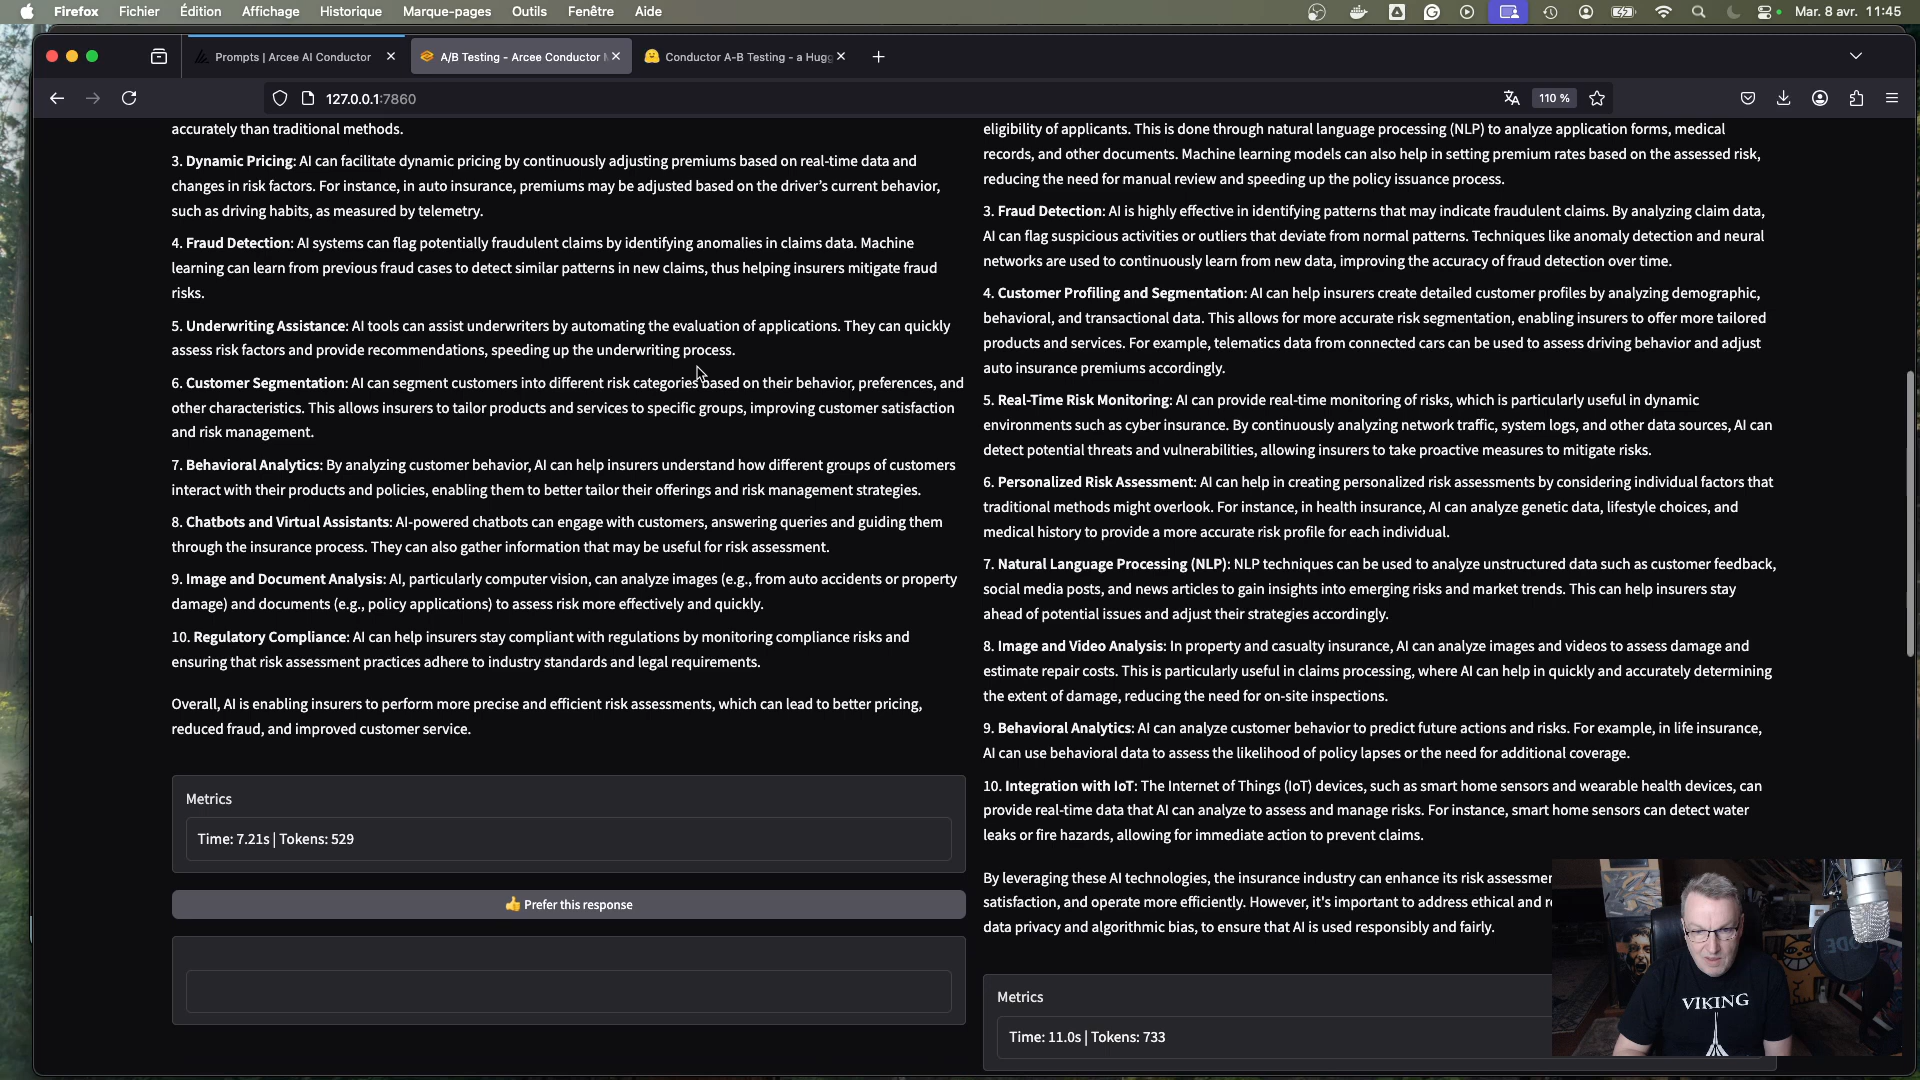 Firefox Fichier Édition Affichage Historique Marque-pages Outils Fenêtre Aide
Mar. 8 avr. 11:45
Prompts | Arcee AI Conductor
A/B Testing - Arcee Conductor
Conductor A-B Testing - a Hugg
127.0.0.1:7860
110 %
accurately than traditional methods.
3. Dynamic Pricing: AI can facilitate dynamic pricing by continuously adjusting premiums based on real-time data and
changes in risk factors. For instance, in auto insurance, premiums may be adjusted based on the driver's current behavior,
such as driving habits, as measured by telemetry.
4. Fraud Detection: AI systems can flag potentially fraudulent claims by identifying anomalies in claims data. Machine
learning can learn from previous fraud cases to detect similar patterns in new claims, thus helping insurers mitigate fraud
risks.
5. Underwriting Assistance: AI tools can assist underwriters by automating the evaluation of applications. They can quickly
assess risk factors and provide recommendations, speeding up the underwriting process.
6. Customer Segmentation: AI can segment customers into different risk categories based on their behavior, preferences, and
other characteristics. This allows insurers to tailor products and services to specific groups, improving customer satisfaction
and risk management.
7. Behavioral Analytics: By analyzing customer behavior, AI can help insurers understand how different groups of customers
interact with their products and policies, enabling them to better tailor their offerings and risk management strategies.
8. Chatbots and Virtual Assistants: AI-powered chatbots can engage with customers, answering queries and guiding them
through the insurance process. They can also gather information that may be useful for risk assessment.
9. Image and Document Analysis: AI, particularly computer vision, can analyze images (e.g., from auto accidents or property
damage) and documents (e.g., policy applications) to assess risk more effectively and quickly.
10. Regulatory Compliance: AI can help insurers stay compliant with regulations by monitoring compliance risks and
ensuring that risk assessment practices adhere to industry standards and legal requirements.
Overall, AI is enabling insurers to perform more precise and efficient risk assessments, which can lead to better pricing,
reduced fraud, and improved customer service.
Metrics
Time: 7.21s | Tokens: 529
👍 Prefer this response
eligibility of applicants. This is done through natural language processing (NLP) to analyze application forms, medical
records, and other documents. Machine learning models can also help in setting premium rates based on the assessed risk,
reducing the need for manual review and speeding up the policy issuance process.
3. Fraud Detection: AI is highly effective in identifying patterns that may indicate fraudulent claims. By analyzing claim data,
AI can flag suspicious activities or outliers that deviate from normal patterns. Techniques like anomaly detection and neural
networks are used to continuously learn from new data, improving the accuracy of fraud detection over time.
4. Customer Profiling and Segmentation: AI can help insurers create detailed customer profiles by analyzing demographic,
behavioral, and transactional data. This allows for more accurate risk segmentation, enabling insurers to offer more tailored
products and services. For example, telematics data from connected cars can be used to assess driving behavior and adjust
auto insurance premiums accordingly.
5. Real-Time Risk Monitoring: AI can provide real-time monitoring of risks, which is particularly useful in dynamic
environments such as cyber insurance. By continuously analyzing network traffic, system logs, and other data sources, AI can
detect potential threats and vulnerabilities, allowing insurers to take proactive measures to mitigate risks.
6. Personalized Risk Assessment: AI can help in creating personalized risk assessments by considering individual factors that
traditional methods might overlook. For instance, in health insurance, AI can analyze genetic data, lifestyle choices, and
medical history to provide a more accurate risk profile for each individual.
7. Natural Language Processing (NLP): NLP techniques can be used to analyze unstructured data such as customer feedback,
social media posts, and news articles to gain insights into emerging risks and market trends. This can help insurers stay
ahead of potential issues and adjust their strategies accordingly.
8. Image and Video Analysis: In property and casualty insurance, AI can analyze images and videos to assess damage and
estimate repair costs. This is particularly useful in claims processing, where AI can help in quickly and accurately determining
the extent of damage, reducing the need for on-site inspections.
9. Behavioral Analytics: AI can analyze customer behavior to predict future actions and risks. For example, in life insurance,
AI can use behavioral data to assess the likelihood of policy lapses or the need for additional coverage.
10. Integration with IoT: The Internet of Things (IoT) devices, such as smart home sensors and wearable health devices, can
provide real-time data that AI can analyze to assess and manage risks. For instance, smart home sensors can detect water
leaks or fire hazards, allowing for immediate action to prevent claims.
By leveraging these AI technologies, the insurance industry can enhance its risk assessmen
satisfaction, and operate more efficiently. However, it's important to address ethical and
data privacy and algorithmic bias, to ensure that AI is used responsibly and fairly.
Metrics
Time: 11.0s | Tokens: 733
VIKING